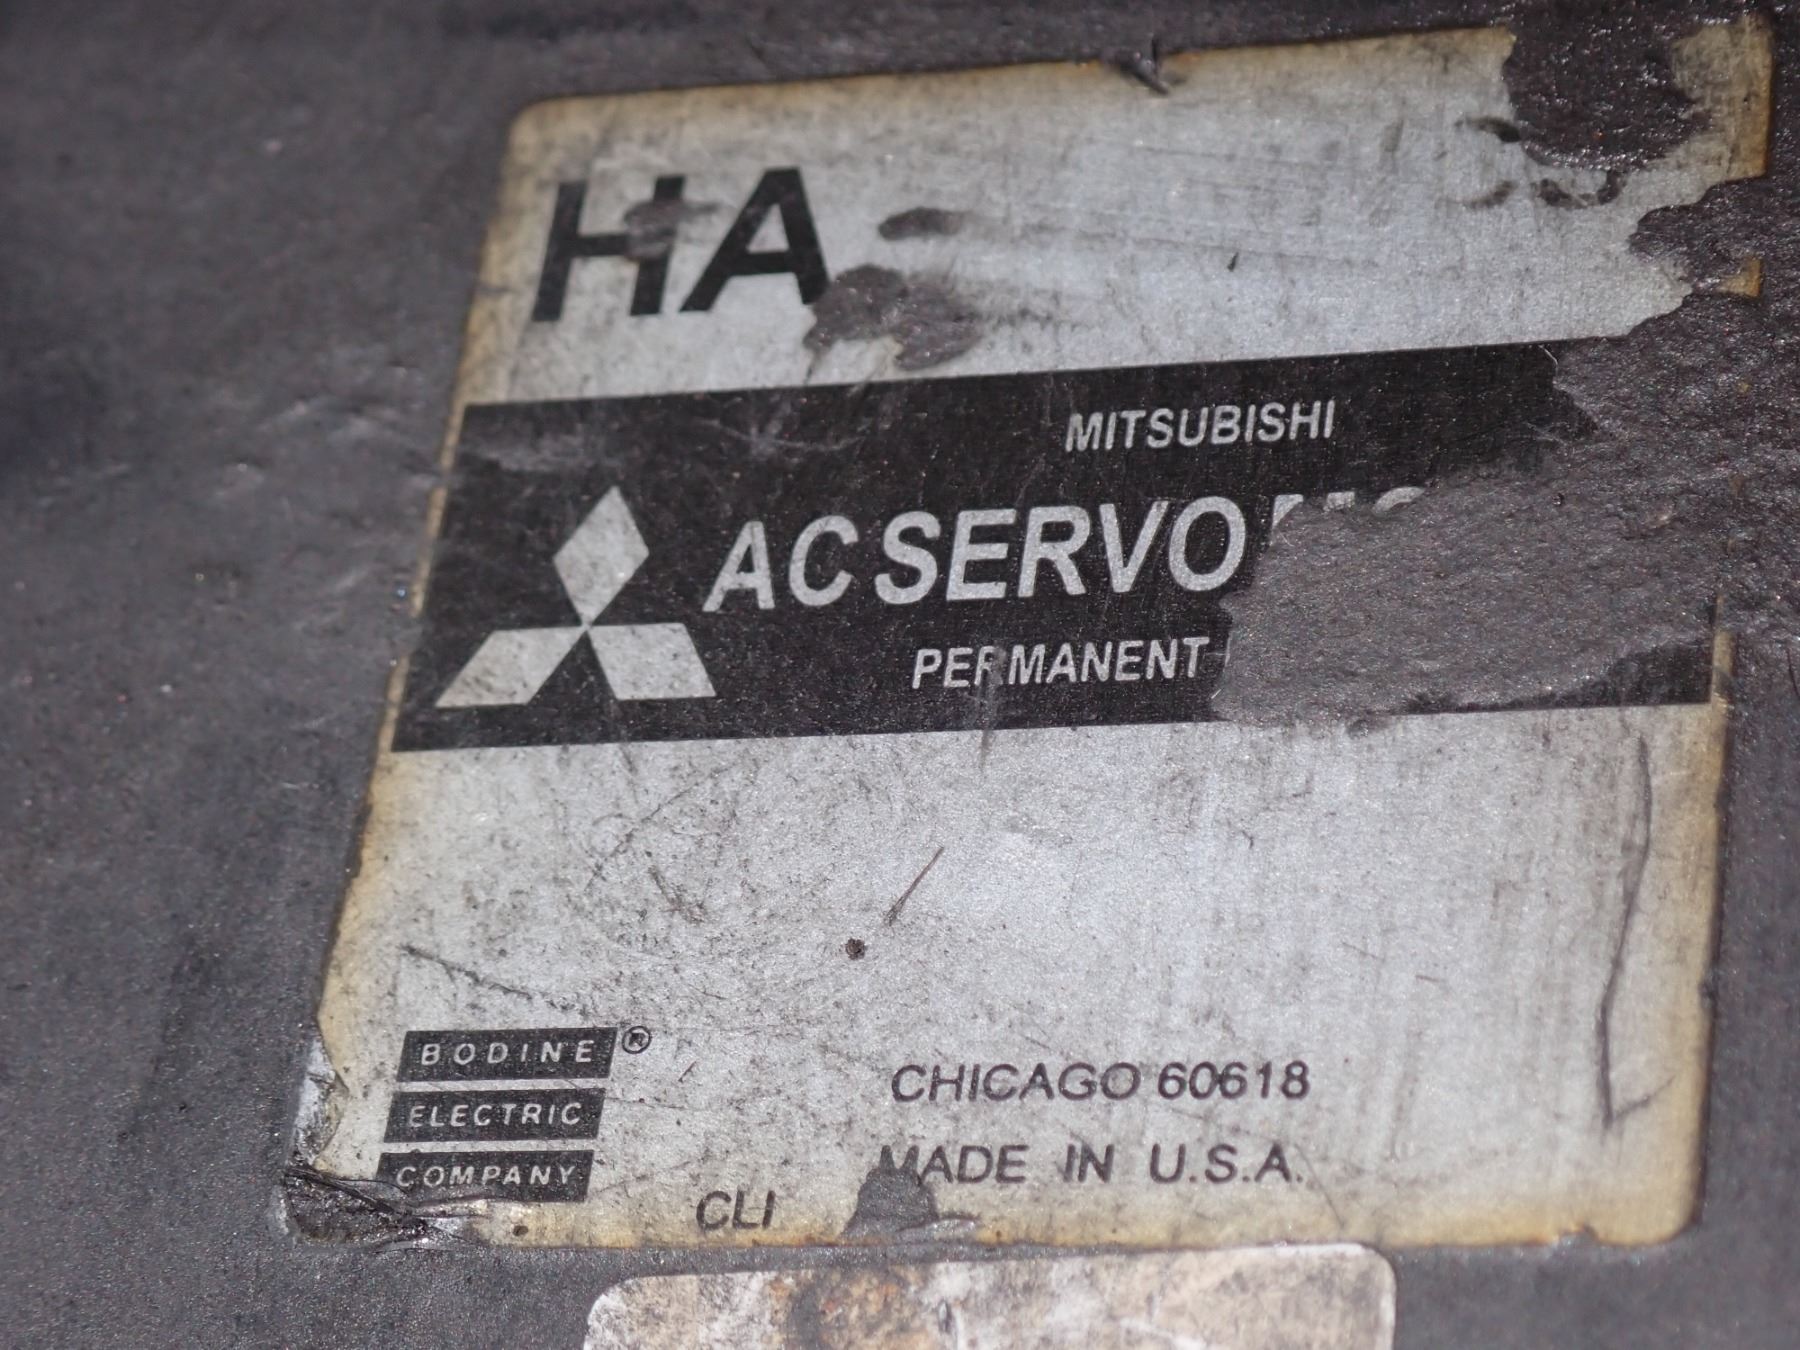 HA
MITSUBISHI
AC SERVO
PERMANENT
BODINE®
ELECTRIC
COMPANY
CLI
CHICAGO 60618
MADE IN U.S.A.